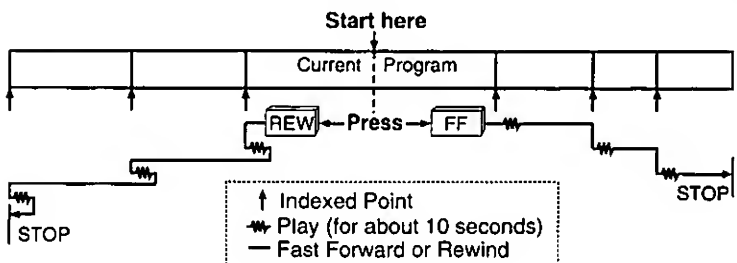 Start here
Current Program
REW Press FF
STOP
STOP
Indexed Point
Play (for about 10 seconds)
Fast Forward or Rewind